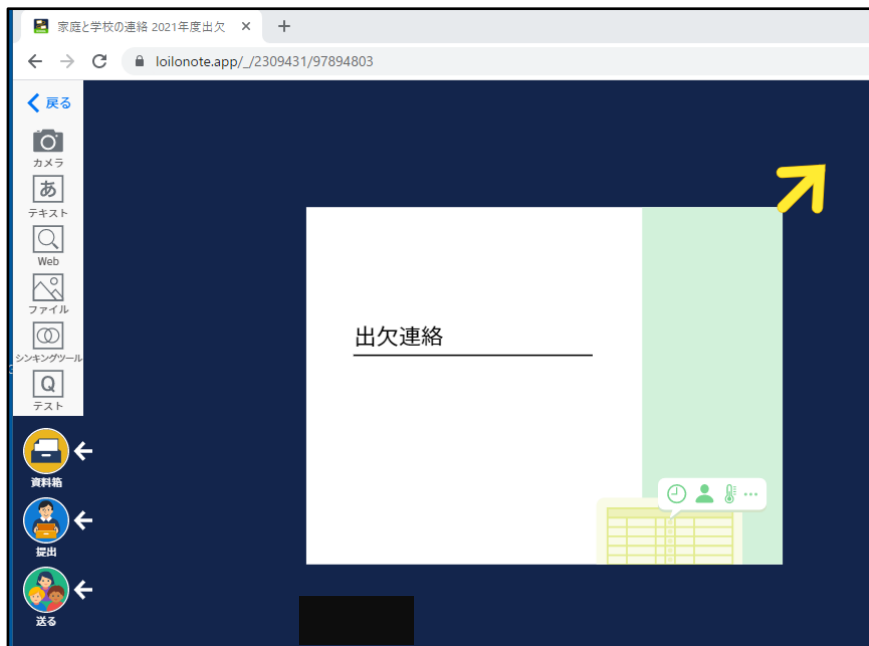 家庭と学校の連絡 2021年度出欠
loilonote.app/_/2309431/97894803
戻る
カメラ
あ
テキスト
Web
ファイル
シンキングツール
Q
テスト
資料箱
提出
送る
出欠連絡